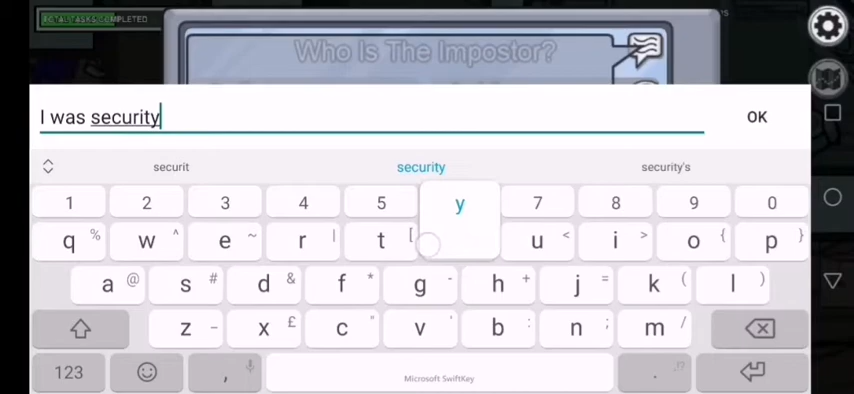 TOTAL TASKS COMPLETED
Who Is The Impostor?
I was security
OK
securit security security's
1 2 3 4 5 y 7 8 9 0
q % w ^ e ~ r | t [ u < i > o { p }
a @ s # d & f * g - h + j = k ( l )
z _ x £ c " v ' b : n ; m /
123 , . ,!?
Microsoft SwiftKey